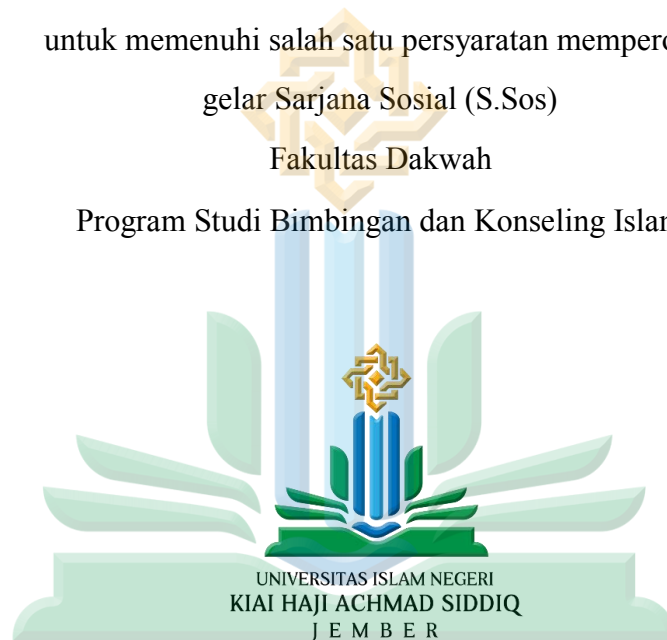 untuk memenuhi salah satu persyaratan
gelar Sarjana Sosial (S.Sos)
Fakultas Dakwah
Program Studi Bimbingan dan Konseling
UNIVERSITAS ISLAM NEGERI
KIAI HAJI ACHMAD SIDDIQ
JEMBER